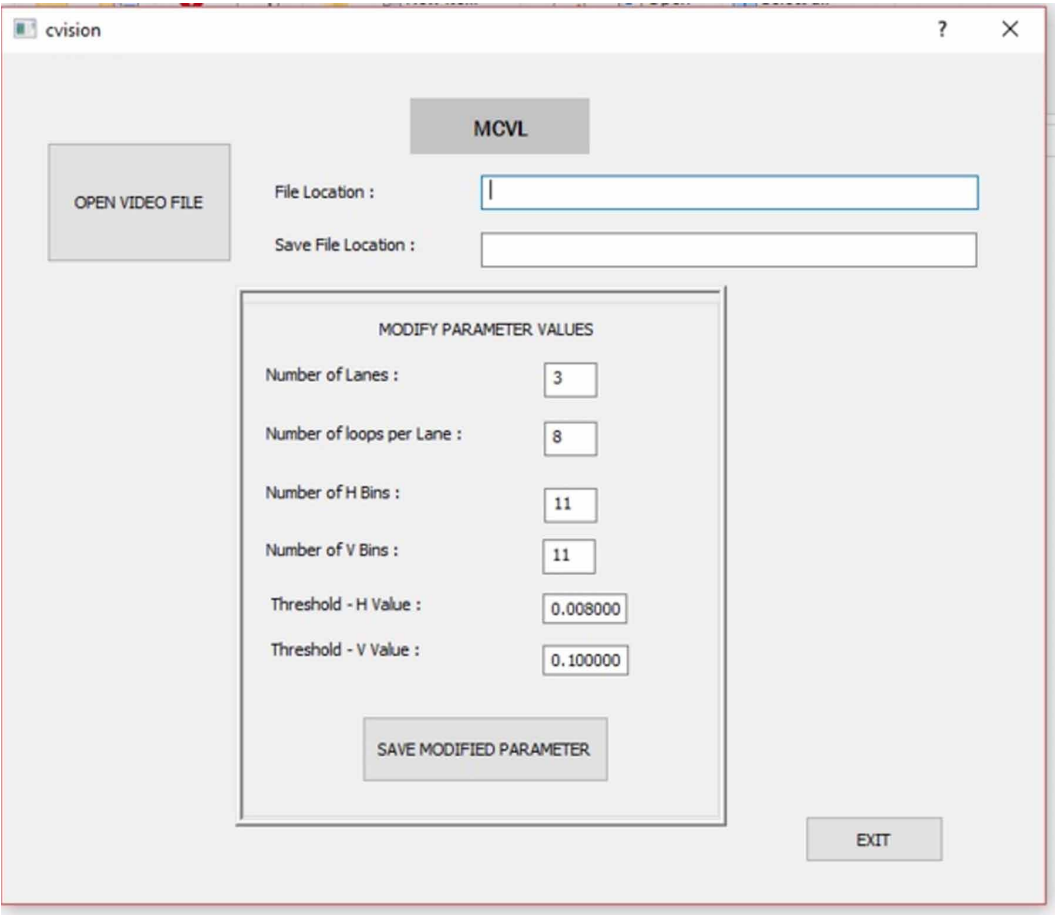 cvision
?
MCVL
OPEN VIDEO FILE
File Location :
Save File Location :
MODIFY PARAMETER VALUES
Number of Lanes : 3
Number of loops per Lane : 8
Number of H Bins : 11
Number of V Bins : 11
Threshold - H Value : 0.008000
Threshold - V Value : 0.100000
SAVE MODIFIED PARAMETER
EXIT